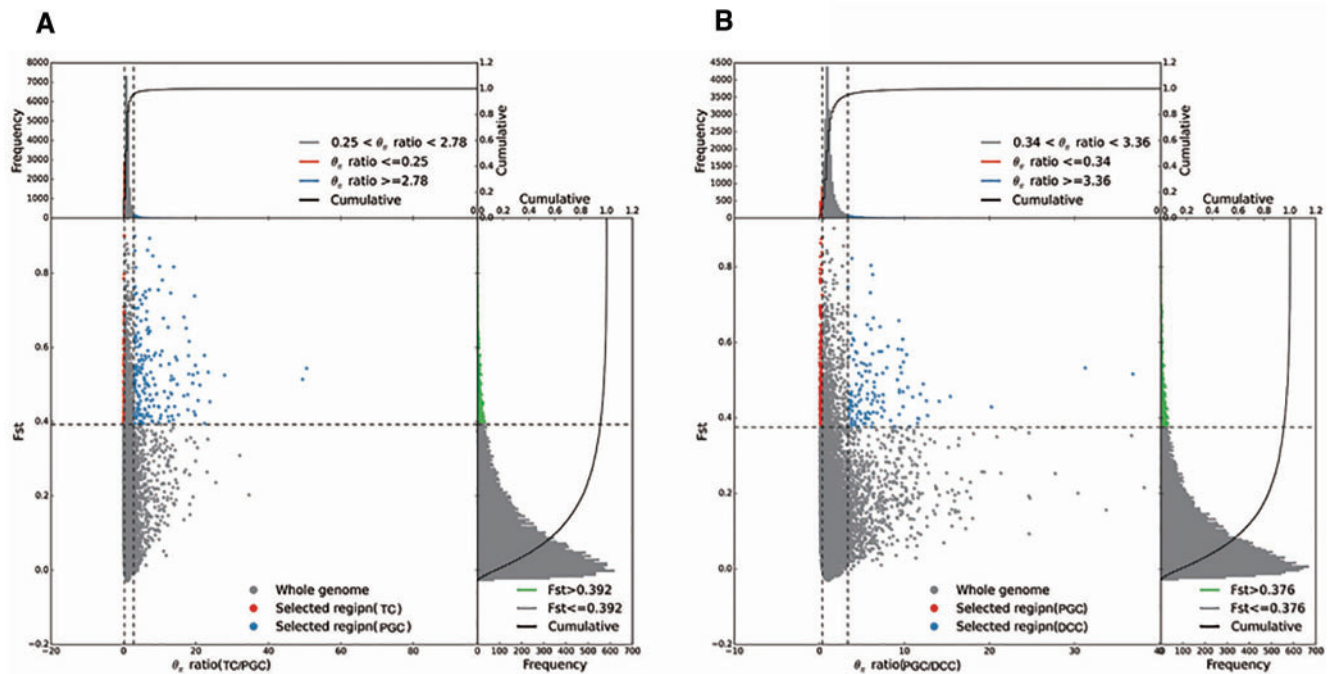 A
8000
7000
6000
5000
4000
3000
2000
1000
0
Frequency
−20
0
20
40
60
80
1.2
1.0
0.8
0.6
0.4
0.2
0.0
Cumulative
0.25 < θπ ratio < 2.78
θπ ratio <=0.25
θπ ratio >=2.78
Cumulative
Cumulative
0.0 0.2 0.4 0.6 0.8 1.0 1.2
0.8
0.6
0.4
0.2
0.0
−0.2
Fst
Whole genome
Selected regipn(TC)
Selected regipn(PGC)
Fst>0.392
Fst<=0.392
Cumulative
−20 0 20 40 60 80
0 100 200 300 400 500 600 700
θπ ratio(TC/PGC)
Frequency
B
4500
4000
3500
3000
2500
2000
1500
1000
500
0
Frequency
1.2
1.0
0.8
0.6
0.4
0.2
0.0
Cumulative
0.34 < θπ ratio < 3.36
θπ ratio <=0.34
θπ ratio >=3.36
Cumulative
Cumulative
0.0 0.2 0.4 0.6 0.8 1.0 1.2
0.8
0.6
0.4
0.2
0.0
−0.2
Fst
Whole genome
Selected regipn(PGC)
Selected regipn(DCC)
Fst>0.376
Fst<=0.376
Cumulative
−10 0 10 20 30 40
0 100 200 300 400 500 600 700
θπ ratio(PGC/DCC)
Frequency